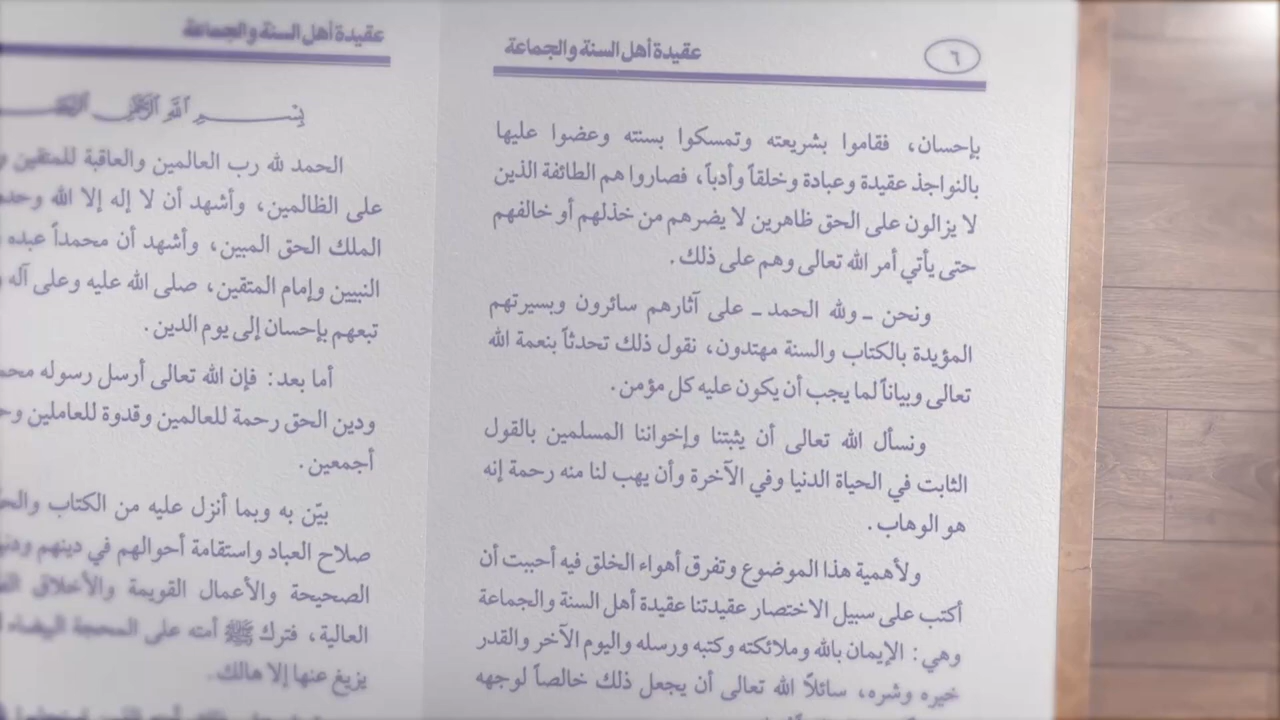 عقيدة أهل السنة والجماعة
٦
بإحسان، فقاموا بشريعته وتمسكوا بسنته وعضوا عليها
بالنواجذ عقيدة وعبادة وخلقاً وأدباً، فصاروا هم الطائفة الذين
لا يزالون على الحق ظاهرين لا يضرهم من خذلهم أو خالفهم
حتى يأتي أمر الله تعالى وهم على ذلك.
ونحن ـ ولله الحمد ـ على آثارهم سائرون وبسيرتهم
المؤيدة بالكتاب والسنة مهتدون، نقول ذلك تحدثاً بنعمة الله
تعالى وبياناً لما يجب أن يكون عليه كل مؤمن.
ونسأل الله تعالى أن يثبتنا وإخواننا المسلمين بالقول
الثابت في الحياة الدنيا وفي الآخرة وأن يهب لنا منه رحمة إنه
هو الوهاب.
ولأهمية هذا الموضوع وتفرق أهواء الخلق فيه أحببت أن
أكتب على سبيل الاختصار عقيدتنا عقيدة أهل السنة والجماعة
وهي: الإيمان بالله وملائكته وكتبه ورسله واليوم الآخر والقدر
خيره وشره، سائلاً الله تعالى أن يجعل ذلك خالصاً لوجهه
عقيدة أهل السنة والجماعة
بسم الله الرحمن الرحيم
الحمد لله رب العالمين والعاقبة للمتقين
على الظالمين، وأشهد أن لا إله إلا الله وحده
الملك الحق المبين، وأشهد أن محمداً عبده
النبيين وإمام المتقين، صلى الله عليه وعلى آله
تبعهم بإحسان إلى يوم الدين.
أما بعد: فإن الله تعالى أرسل رسوله
ودين الحق رحمة للعالمين وقدوة للعاملين
أجمعين.
بيّن به وبما أنزل عليه من الكتاب
صلاح العباد واستقامة أحوالهم في دينهم
الصحيحة والأعمال القويمة والأخلاق
العالية، فترك ﷺ أمته على المحجة البيضاء
يزيغ عنها إلا هالك.